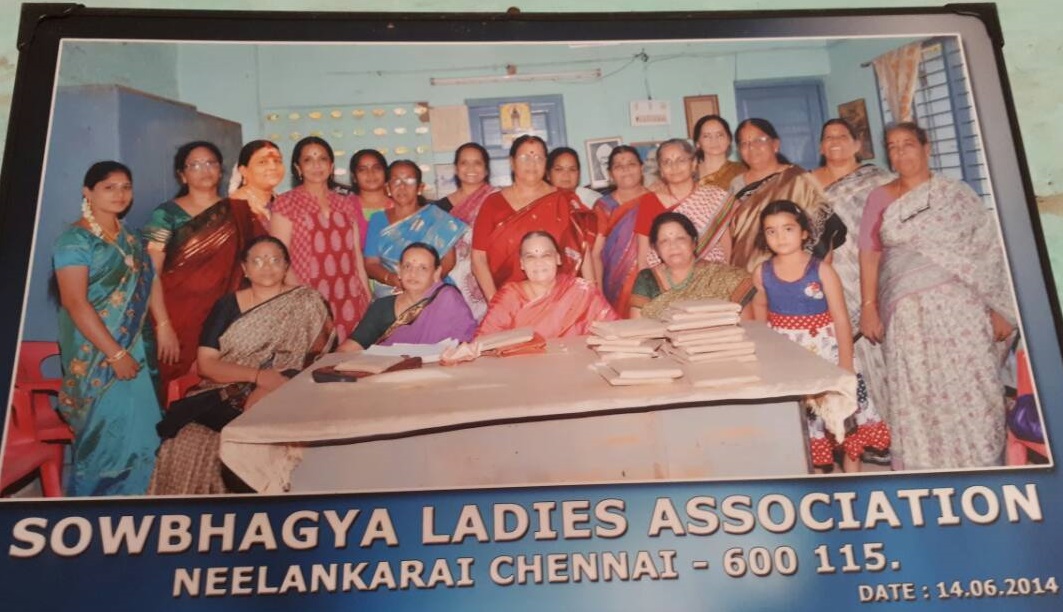 SOWBHAGYA LADIES ASSOCIATION
NEELANKARAI CHENNAI - 600 115.
DATE : 14.06.2014